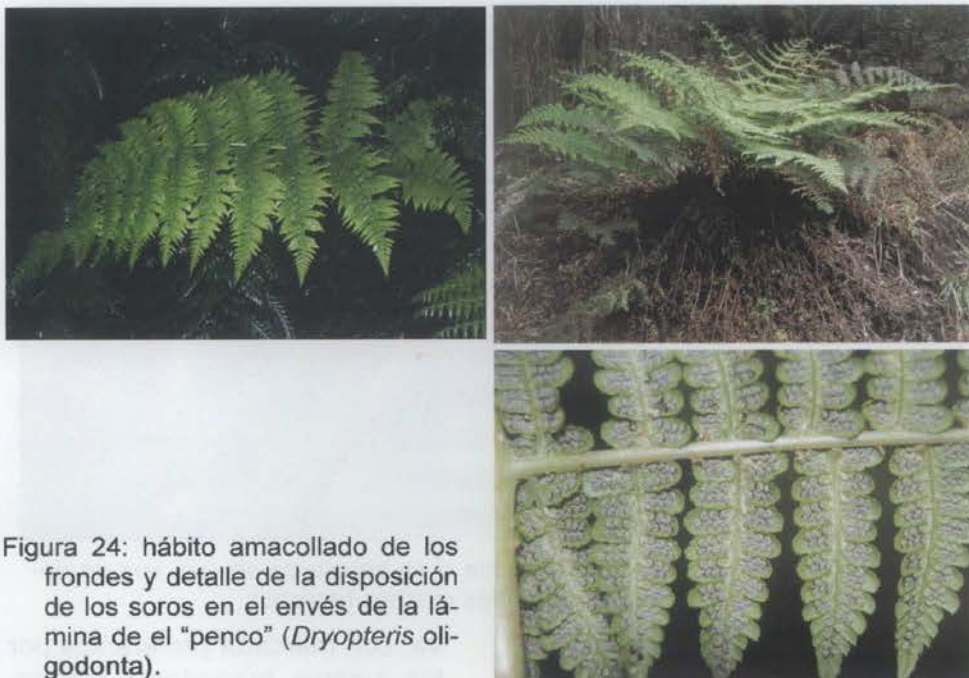 Figura 24: hábito amacollado de los
frondes y detalle de la disposición
de los soros en el envés de la lá-
mina de el "penco" (Dryopteris oli-
godonta).